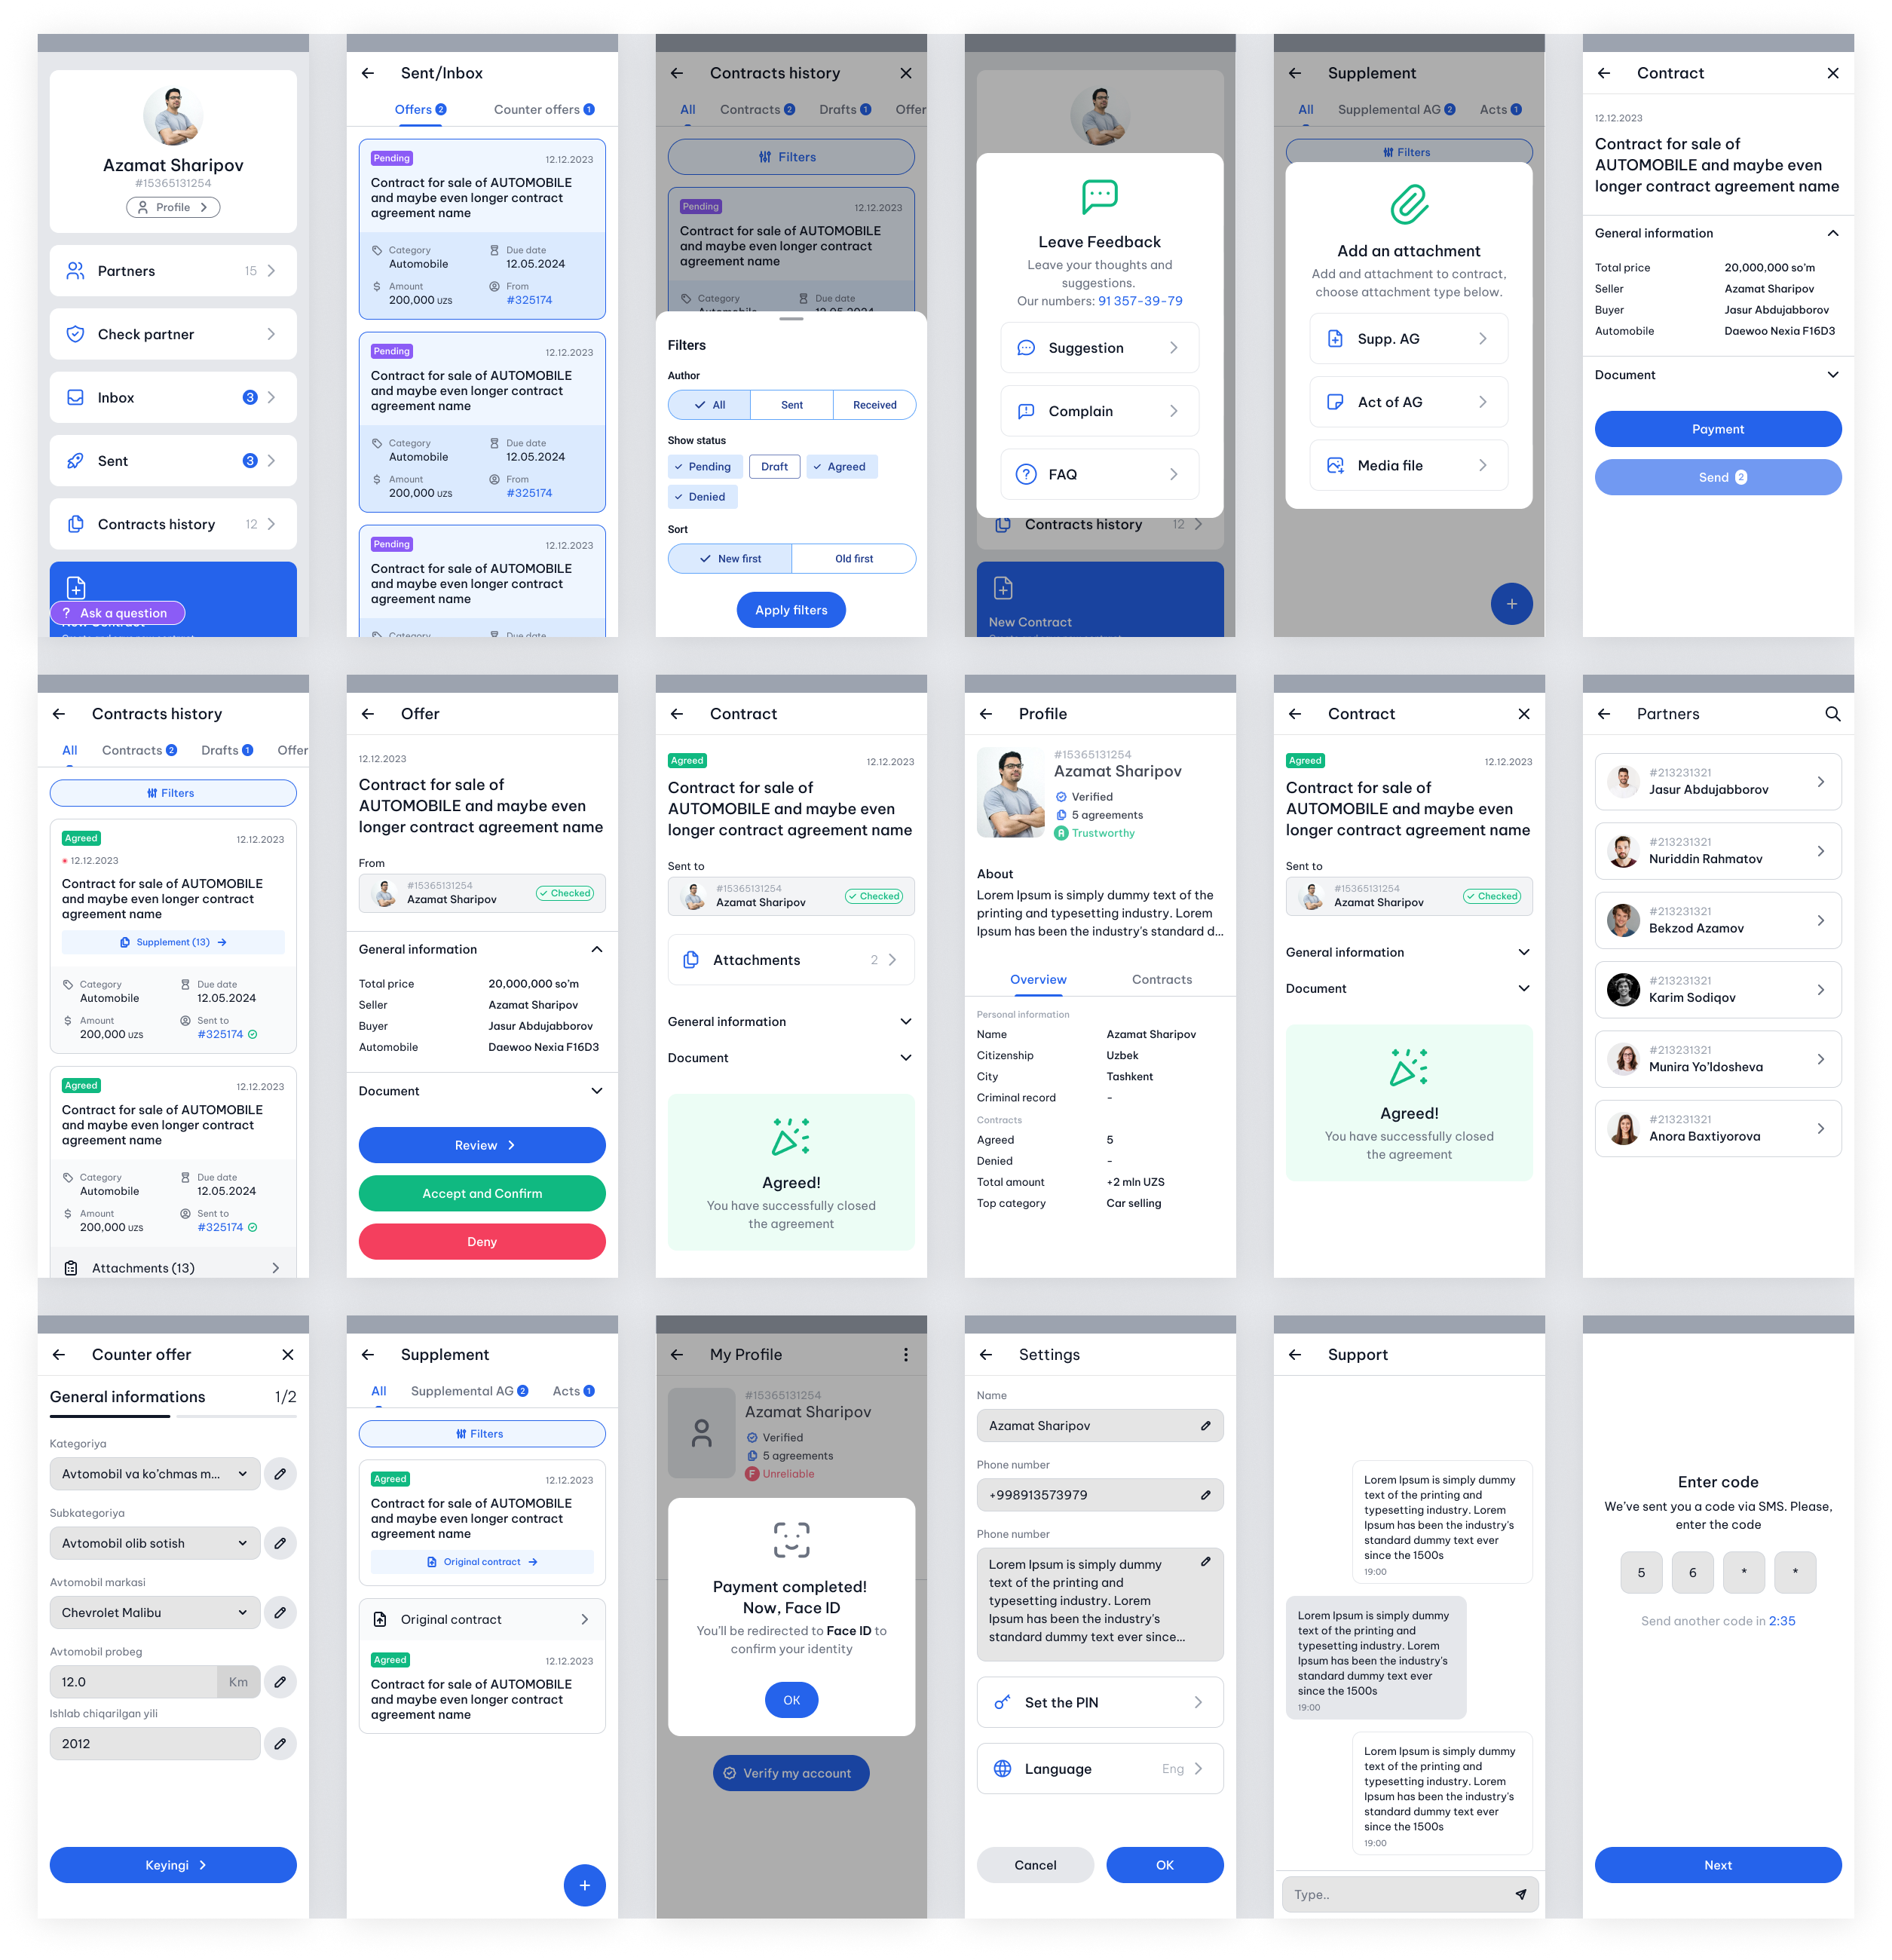 Azamat Sharipov
#15365131254
Profile
Partners 15
Check partner
Inbox 3
Sent 3
Contracts history 12
? Ask a question
Sent/Inbox
Offers 2 Counter offers 1
Pending 12.12.2023
Contract for sale of AUTOMOBILE
and maybe even longer contract
agreement name
Category Due date
Automobile 12.05.2024
Amount From
200,000 UZS #325174
Pending 12.12.2023
Contract for sale of AUTOMOBILE
and maybe even longer contract
agreement name
Category Due date
Automobile 12.05.2024
Amount From
200,000 UZS #325174
Pending 12.12.2023
Contract for sale of AUTOMOBILE
and maybe even longer contract
agreement name
Category Due date
Contracts history
All Contracts 2 Drafts 1 Offer
Filters
Pending 12.12.2023
Contract for sale of AUTOMOBILE
and maybe even longer contract
agreement name
Category Due date
Automobile 12.05.2024
Filters
Author
All Sent Received
Show status
Pending Draft Agreed
Denied
Sort
New first Old first
Apply filters
Leave Feedback
Leave your thoughts and
suggestions.
Our numbers: 91 357-39-79
Suggestion
Complain
FAQ
Contracts history 12
New Contract
Supplement
All Supplemental AG 2 Acts 1
Filters
Add an attachment
Add and attachment to contract,
choose attachment type below.
Supp. AG
Act of AG
Media file
+
Contract
12.12.2023
Contract for sale of
AUTOMOBILE and maybe even
longer contract agreement name
General information
Total price 20,000,000 so'm
Seller Azamat Sharipov
Buyer Jasur Abdujabborov
Automobile Daewoo Nexia F16D3
Document
Payment
Send 2
Contracts history
All Contracts 2 Drafts 1 Offer
Filters
Agreed 12.12.2023
12.12.2023
Contract for sale of AUTOMOBILE
and maybe even longer contract
agreement name
Supplement (13)
Category Due date
Automobile 12.05.2024
Amount Sent to
200,000 UZS #325174
Agreed 12.12.2023
Contract for sale of AUTOMOBILE
and maybe even longer contract
agreement name
Category Due date
Automobile 12.05.2024
Amount Sent to
200,000 UZS #325174
Attachments (13)
Offer
12.12.2023
Contract for sale of
AUTOMOBILE and maybe even
longer contract agreement name
From
#15365131254
Azamat Sharipov
Checked
General information
Total price 20,000,000 so'm
Seller Azamat Sharipov
Buyer Jasur Abdujabborov
Automobile Daewoo Nexia F16D3
Document
Review
Accept and Confirm
Deny
Contract
Agreed 12.12.2023
Contract for sale of
AUTOMOBILE and maybe even
longer contract agreement name
Sent to
#15365131254
Azamat Sharipov
Checked
Attachments 2
General information
Document
Agreed!
You have successfully closed
the agreement
Profile
#15365131254
Azamat Sharipov
Verified
5 agreements
A Trustworthy
About
Lorem Ipsum is simply dummy text of the
printing and typesetting industry. Lorem
Ipsum has been the industry's standard d...
Overview Contracts
Personal information
Name Azamat Sharipov
Citizenship Uzbek
City Tashkent
Criminal record -
Contracts
Agreed 5
Denied -
Total amount +2 mln UZS
Top category Car selling
Contract
Agreed 12.12.2023
Contract for sale of
AUTOMOBILE and maybe even
longer contract agreement name
Sent to
#15365131254
Azamat Sharipov
Checked
General information
Document
Agreed!
You have successfully closed
the agreement
Partners
#213231321
Jasur Abdujabborov
#213231321
Nuriddin Rahmatov
#213231321
Bekzod Azamov
#213231321
Karim Sodiqov
#213231321
Munira Yo'ldosheva
#213231321
Anora Baxtiyorova
Counter offer
General informations 1/2
Kategoriya
Avtomobil va ko'chmas m...
Subkategoriya
Avtomobil olib sotish
Avtomobil markasi
Chevrolet Malibu
Avtomobil probeg
12.0 Km
Ishlab chiqarilgan yili
2012
Keyingi
Supplement
All Supplemental AG 2 Acts 1
Filters
Agreed 12.12.2023
Contract for sale of AUTOMOBILE
and maybe even longer contract
agreement name
Original contract
Original contract
Agreed 12.12.2023
Contract for sale of AUTOMOBILE
and maybe even longer contract
agreement name
+
My Profile
#15365131254
Azamat Sharipov
Verified
5 agreements
F Unreliable
Payment completed!
Now, Face ID
You'll be redirected to Face ID to
confirm your identity
OK
Verify my account
Settings
Name
Azamat Sharipov
Phone number
+998913573979
Phone number
Lorem Ipsum is simply dummy
text of the printing and
typesetting industry. Lorem
Ipsum has been the industry's
standard dummy text ever since...
Set the PIN
Language Eng
Cancel OK
Support
Lorem Ipsum is simply dummy
text of the printing and
typesetting industry. Lorem
Ipsum has been the industry's
standard dummy text ever
since the 1500s
19:00
Lorem Ipsum is simply dummy
text of the printing and
typesetting industry. Lorem
Ipsum has been the industry's
standard dummy text ever
since the 1500s
19:00
Lorem Ipsum is simply dummy
text of the printing and
typesetting industry. Lorem
Ipsum has been the industry's
standard dummy text ever
since the 1500s
19:00
Type..
Enter code
We've sent you a code via SMS. Please,
enter the code
5 6 * *
Send another code in 2:35
Next